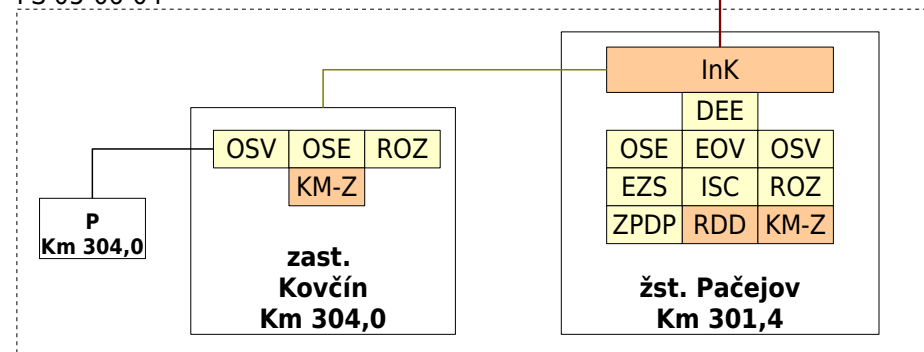 InK
DEE
OSE EOV OSV
EZS ISC ROZ
ZPDP RDD KM-Z
žst. Pačejov
Km 301,4
OSV OSE ROZ
KM-Z
zast.
Kovčín
Km 304,0
P
Km 304,0